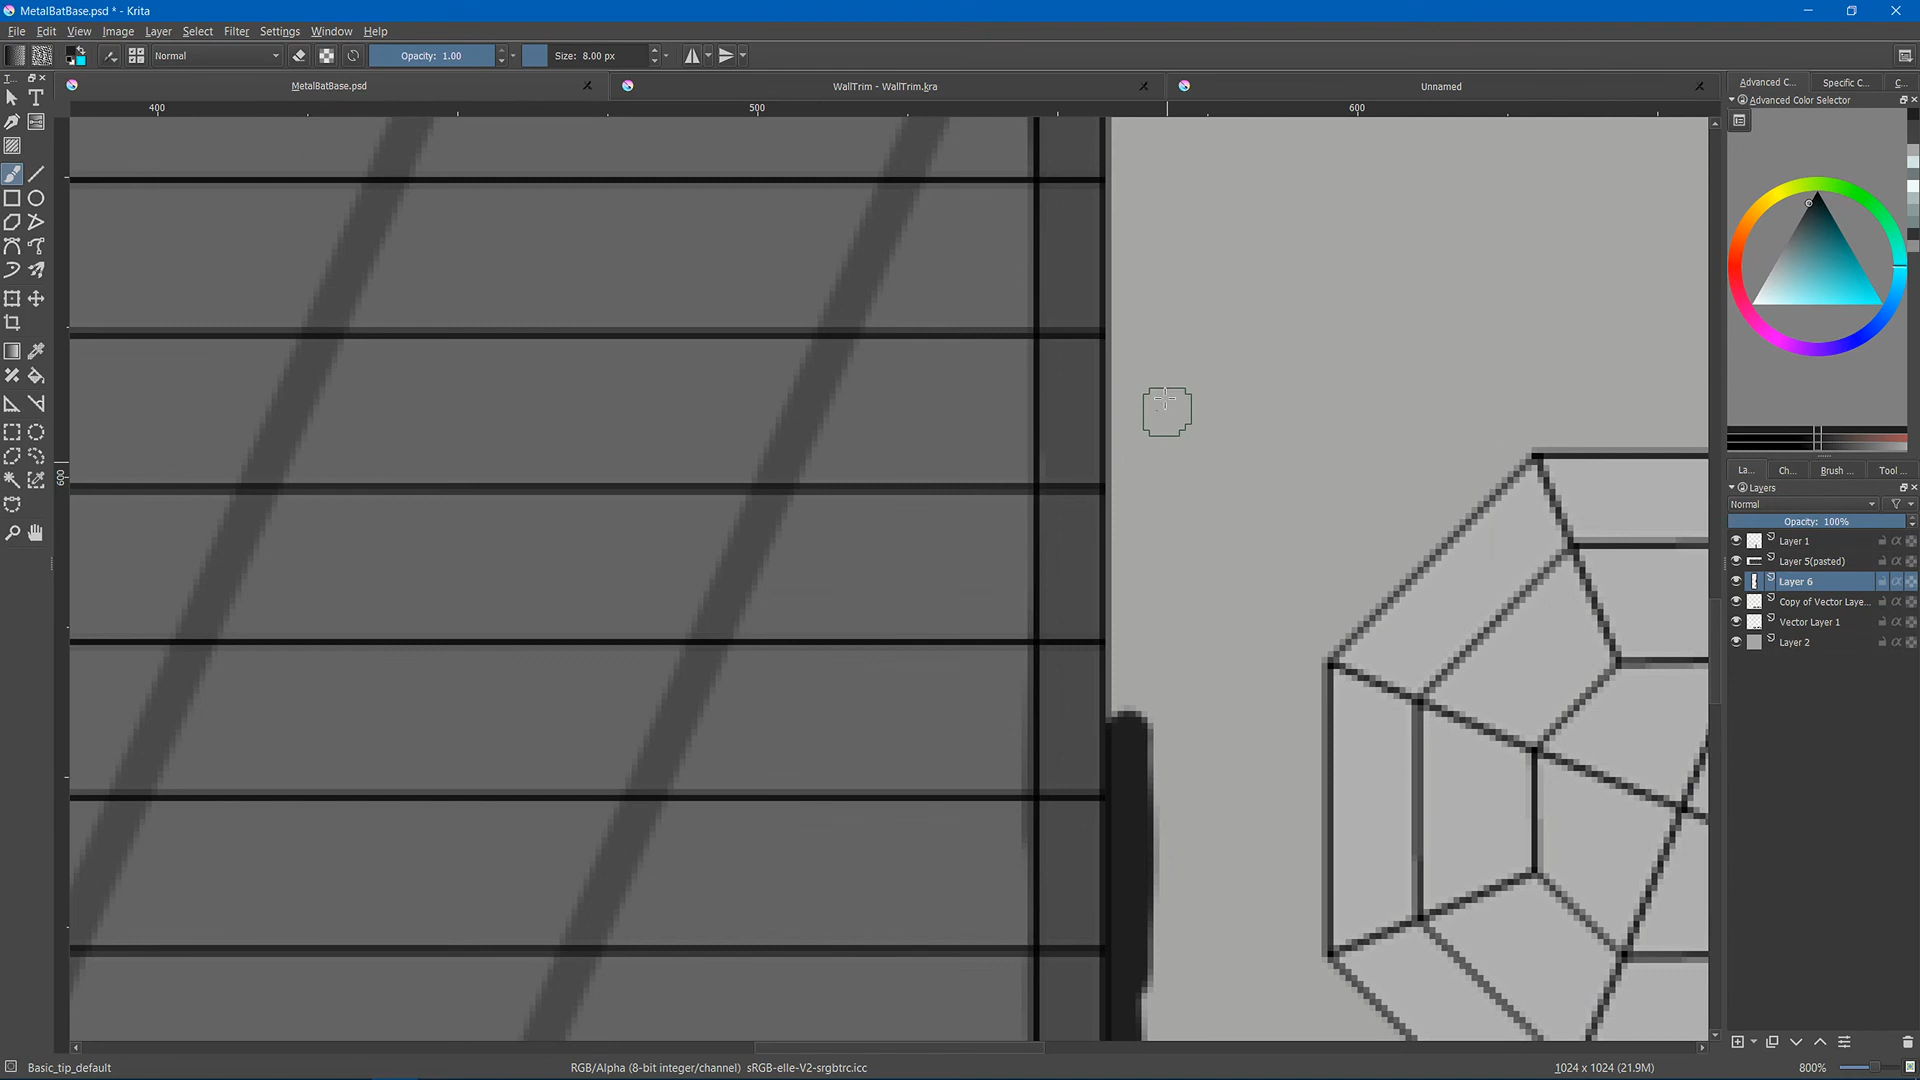 MetalBatBase.psd * - Krita
File Edit View Image Layer Select Filter Settings Window Help
Normal Opacity: 1.00 Size: 8.00 px
T...
MetalBatBase.psd WallTrim - WallTrim.kra Unnamed
Advanced C... Specific C... C...
Advanced Color Selector
400 500 600
600
La... Ch... Brush ... Tool ...
Layers
Normal
Opacity: 100%
Layer 1
Layer 5(pasted)
Layer 6
Copy of Vector Laye...
Vector Layer 1
Layer 2
Basic_tip_default RGB/Alpha (8-bit integer/channel) sRGB-elle-V2-srgbtrc.icc 1024 x 1024 (21.9M) 800%